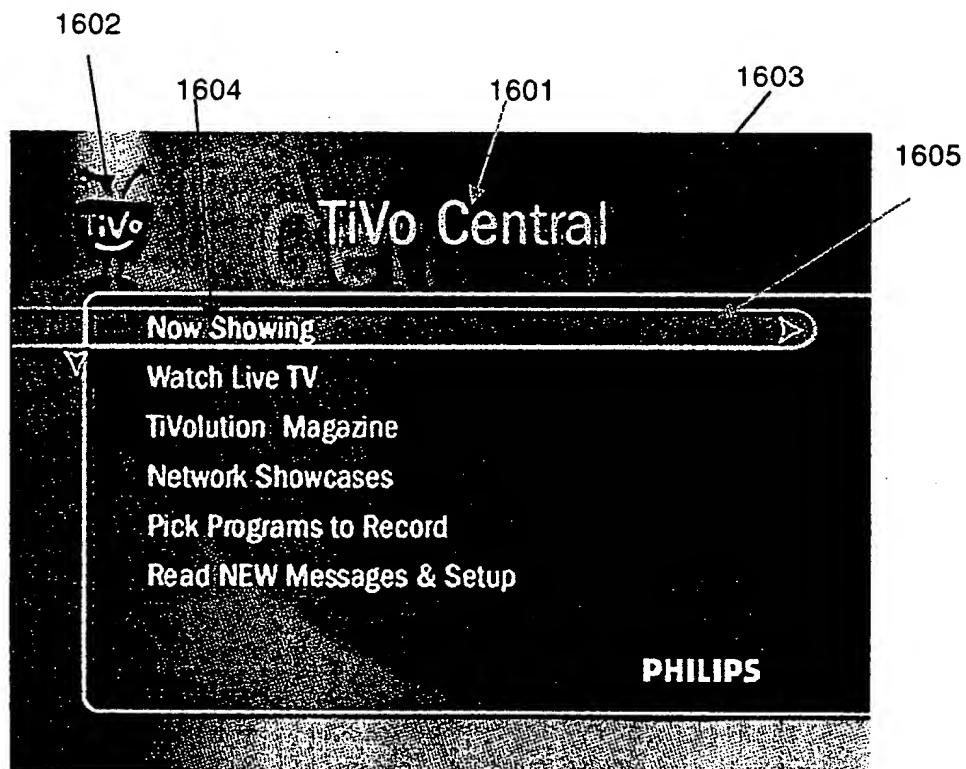 1602
1604 1601 1603
1605
TiVo
TiVo Central
Now Showing
Watch Live TV
TiVolution Magazine
Network Showcases
Pick Programs to Record
Read NEW Messages & Setup
PHILIPS